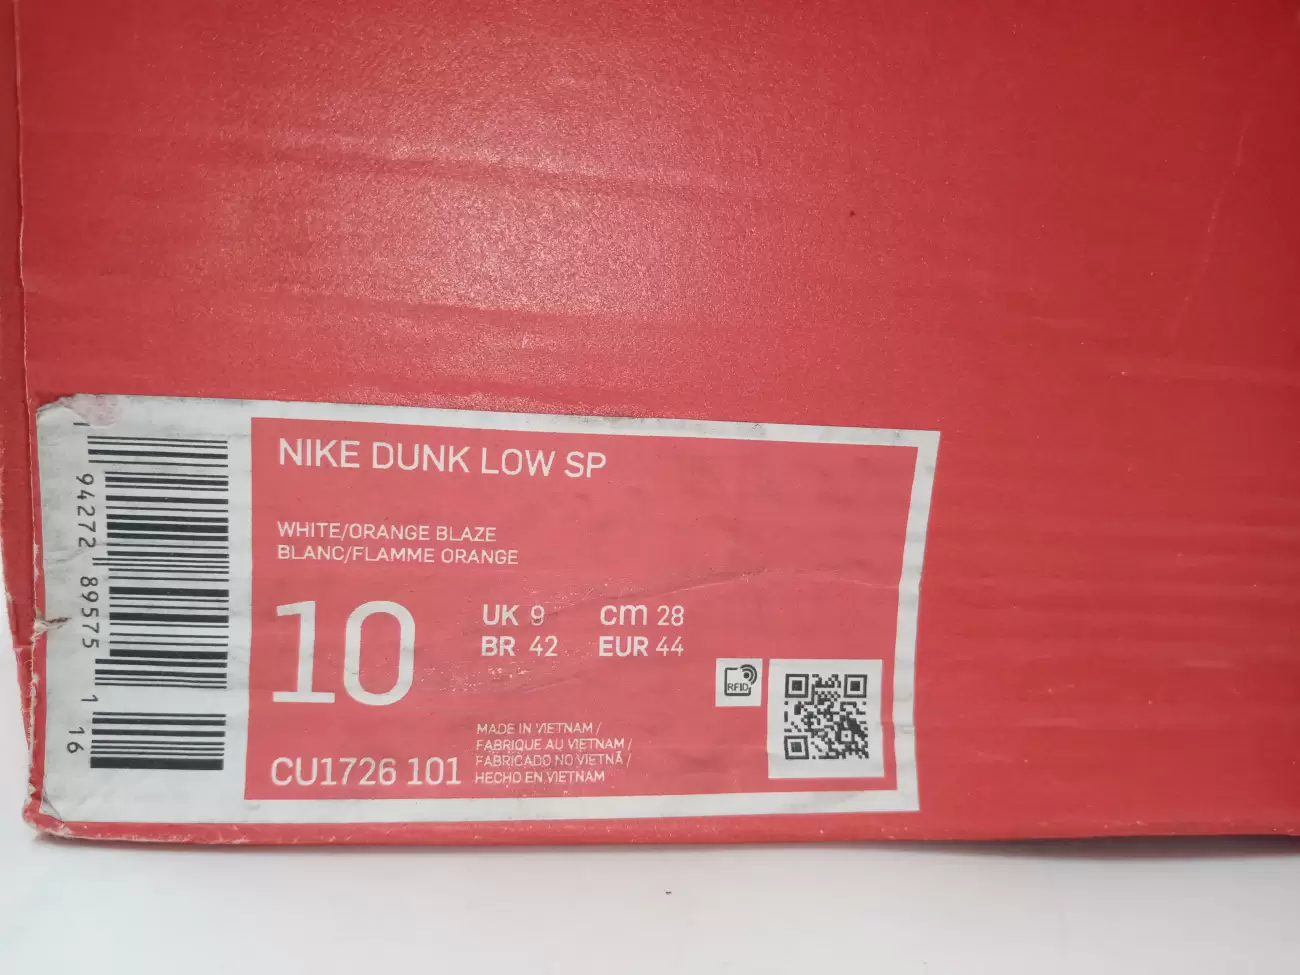 NIKE DUNK LOW SP
WHITE/ORANGE BLAZE
BLANC/FLAMME ORANGE
10
UK 9 cm 28
BR 42 EUR 44
RFID
MADE IN VIETNAM /
FABRIQUE AU VIETNAM /
FABRICADO NO VIETNÃ /
HECHO EN VIETNAM
CU1726 101
1 94272 89575 1 16